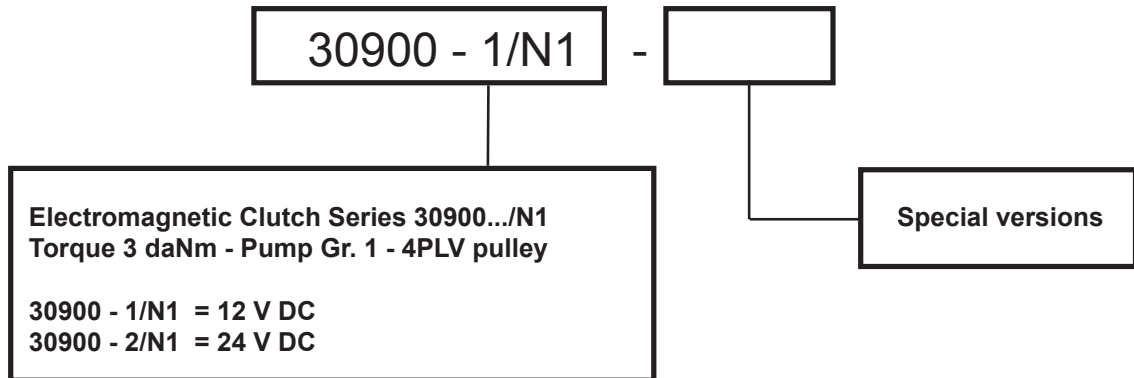 30900 - 1/N1 -
Electromagnetic Clutch Series 30900.../N1
Torque 3 daNm - Pump Gr. 1 - 4PLV pulley
30900 - 1/N1 = 12 V DC
30900 - 2/N1 = 24 V DC
Special versions